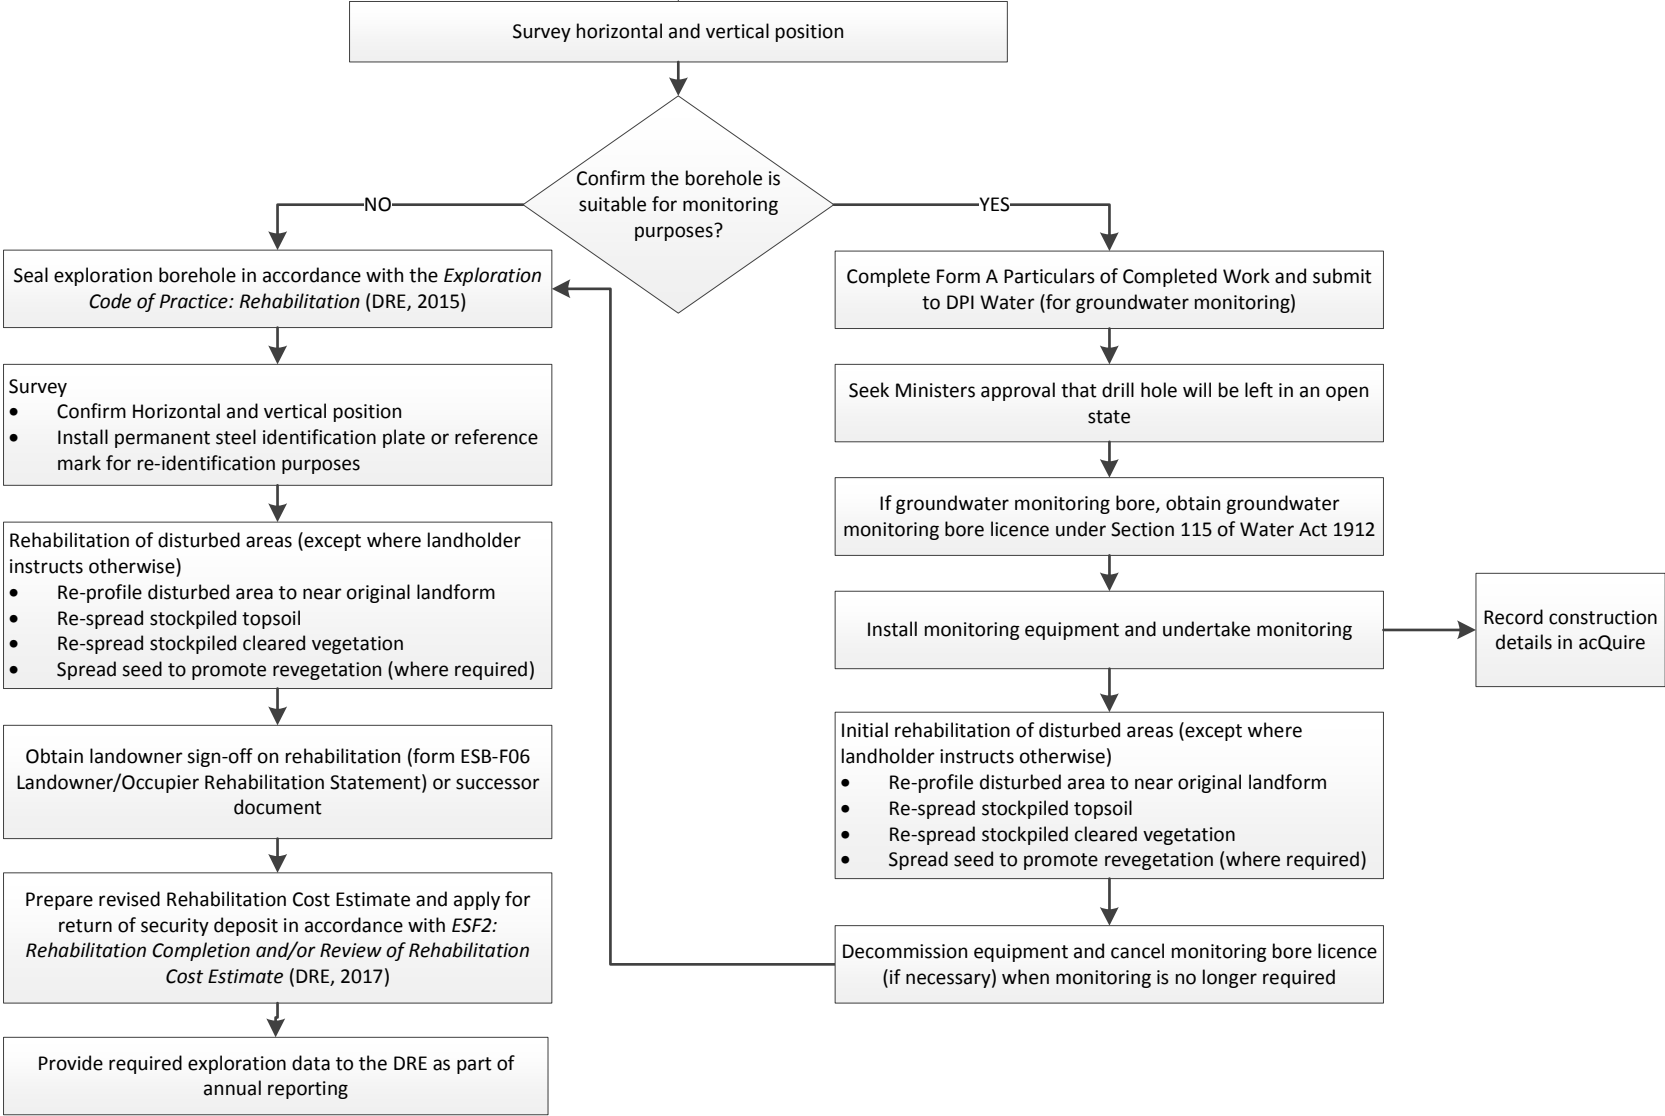 Survey horizontal and vertical position
Confirm the borehole is
suitable for monitoring
purposes?
NO
YES
Seal exploration borehole in accordance with the Exploration
Code of Practice: Rehabilitation (DRE, 2015)
Survey
• Confirm Horizontal and vertical position
• Install permanent steel identification plate or reference
mark for re-identification purposes
Rehabilitation of disturbed areas (except where landholder
instructs otherwise)
• Re-profile disturbed area to near original landform
• Re-spread stockpiled topsoil
• Re-spread stockpiled cleared vegetation
• Spread seed to promote revegetation (where required)
Obtain landowner sign-off on rehabilitation (form ESB-F06
Landowner/Occupier Rehabilitation Statement) or successor
document
Prepare revised Rehabilitation Cost Estimate and apply for
return of security deposit in accordance with ESF2:
Rehabilitation Completion and/or Review of Rehabilitation
Cost Estimate (DRE, 2017)
Provide required exploration data to the DRE as part of
annual reporting
Complete Form A Particulars of Completed Work and submit
to DPI Water (for groundwater monitoring)
Seek Ministers approval that drill hole will be left in an open
state
If groundwater monitoring bore, obtain groundwater
monitoring bore licence under Section 115 of Water Act 1912
Install monitoring equipment and undertake monitoring
Record construction
details in acQuire
Initial rehabilitation of disturbed areas (except where
landholder instructs otherwise)
• Re-profile disturbed area to near original landform
• Re-spread stockpiled topsoil
• Re-spread stockpiled cleared vegetation
• Spread seed to promote revegetation (where required)
Decommission equipment and cancel monitoring bore licence
(if necessary) when monitoring is no longer required